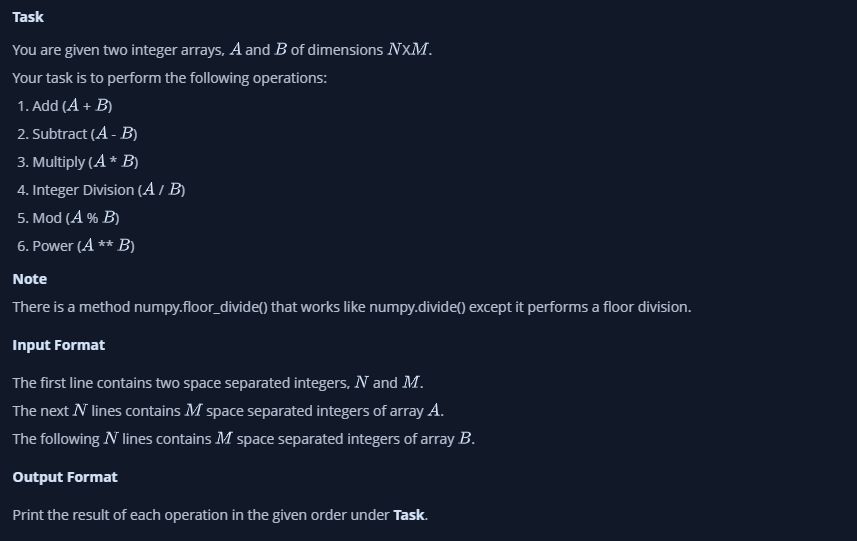 Task
You are given two integer arrays, A and B of dimensions NXM.
Your task is to perform the following operations:
1. Add (A + B)
2. Subtract (A - B)
3. Multiply (A * B)
4. Integer Division (A / B)
5. Mod (A % B)
6. Power (A ** B)
Note
There is a method numpy.floor_divide() that works like numpy.divide() except it performs a floor division.
Input Format
The first line contains two space separated integers, N and M.
The next N lines contains M space separated integers of array A.
The following N lines contains M space separated integers of array B.
Output Format
Print the result of each operation in the given order under Task.